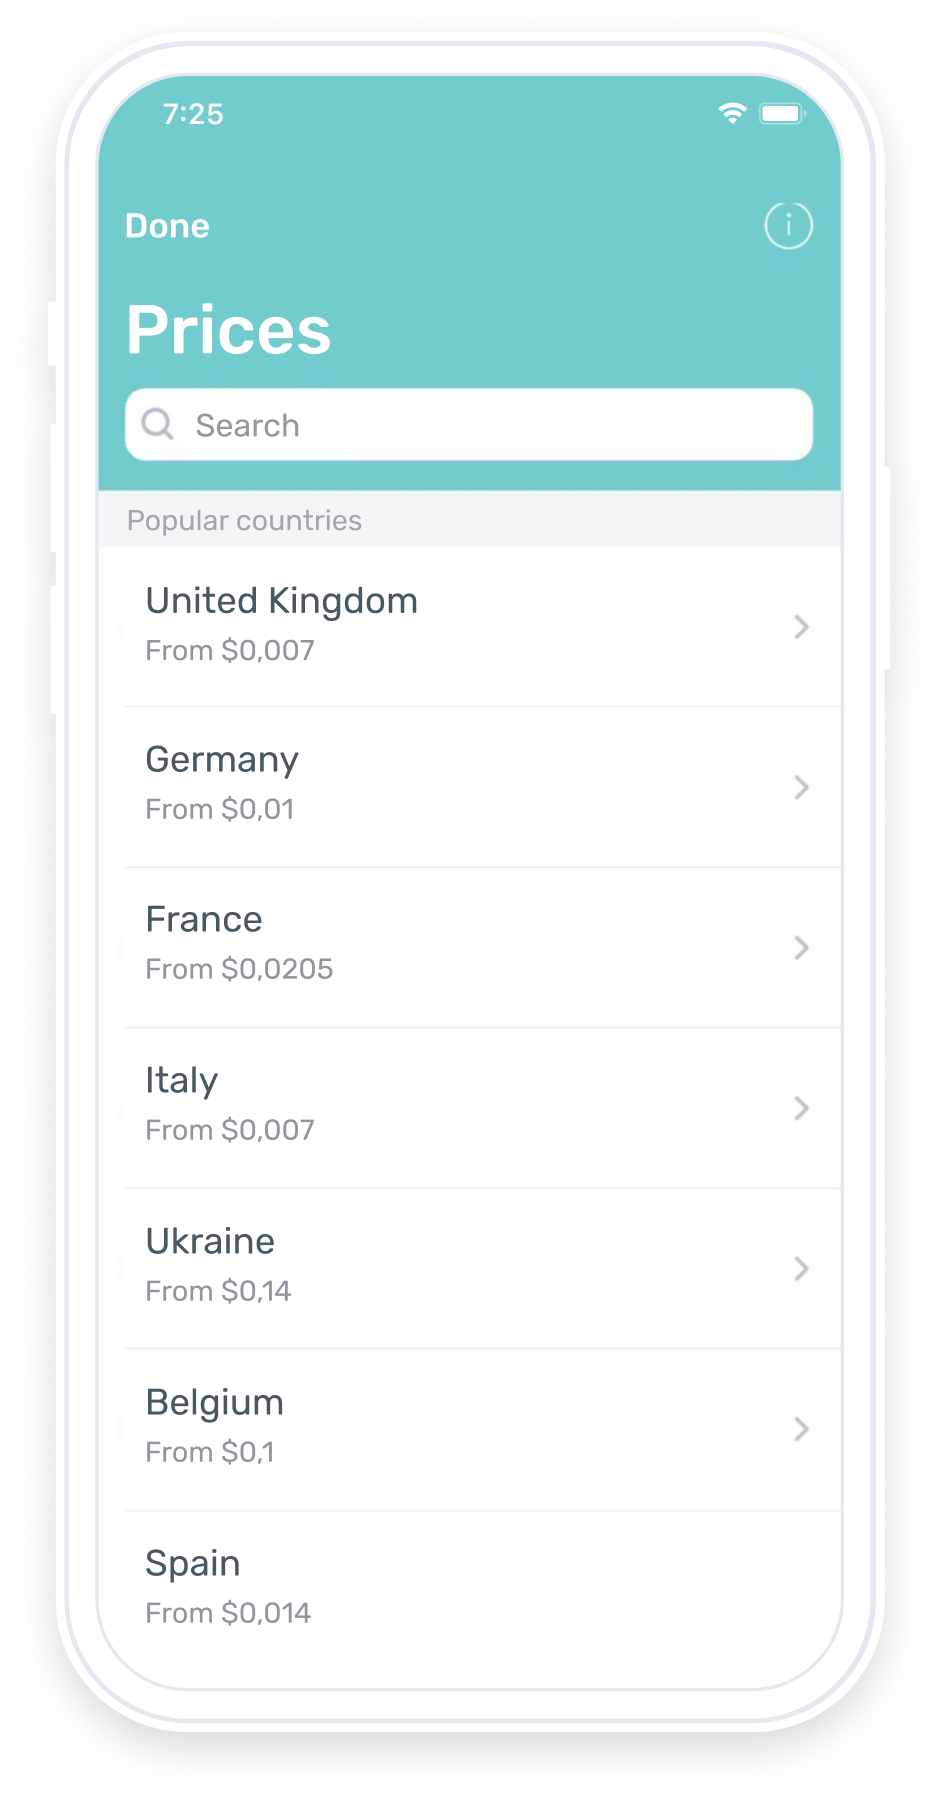 7:25
Done
Prices
Search
Popular countries
United Kingdom
From $0,007
Germany
From $0,01
France
From $0,0205
Italy
From $0,007
Ukraine
From $0,14
Belgium
From $0,1
Spain
From $0,014